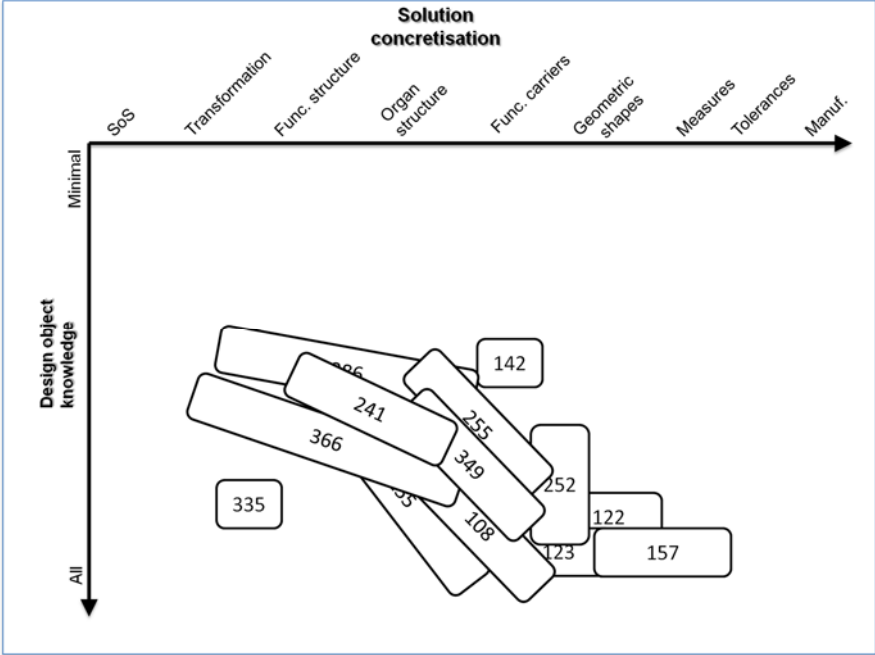 Solution
concretisation
SoS
Transformation
Func. structure
Organ
structure
Func. carriers
Geometric
shapes
Measures
Tolerances
Manuf.
Minimal
Design object
knowledge
All
142
241
255
366
349
252
335
108
122
123
157